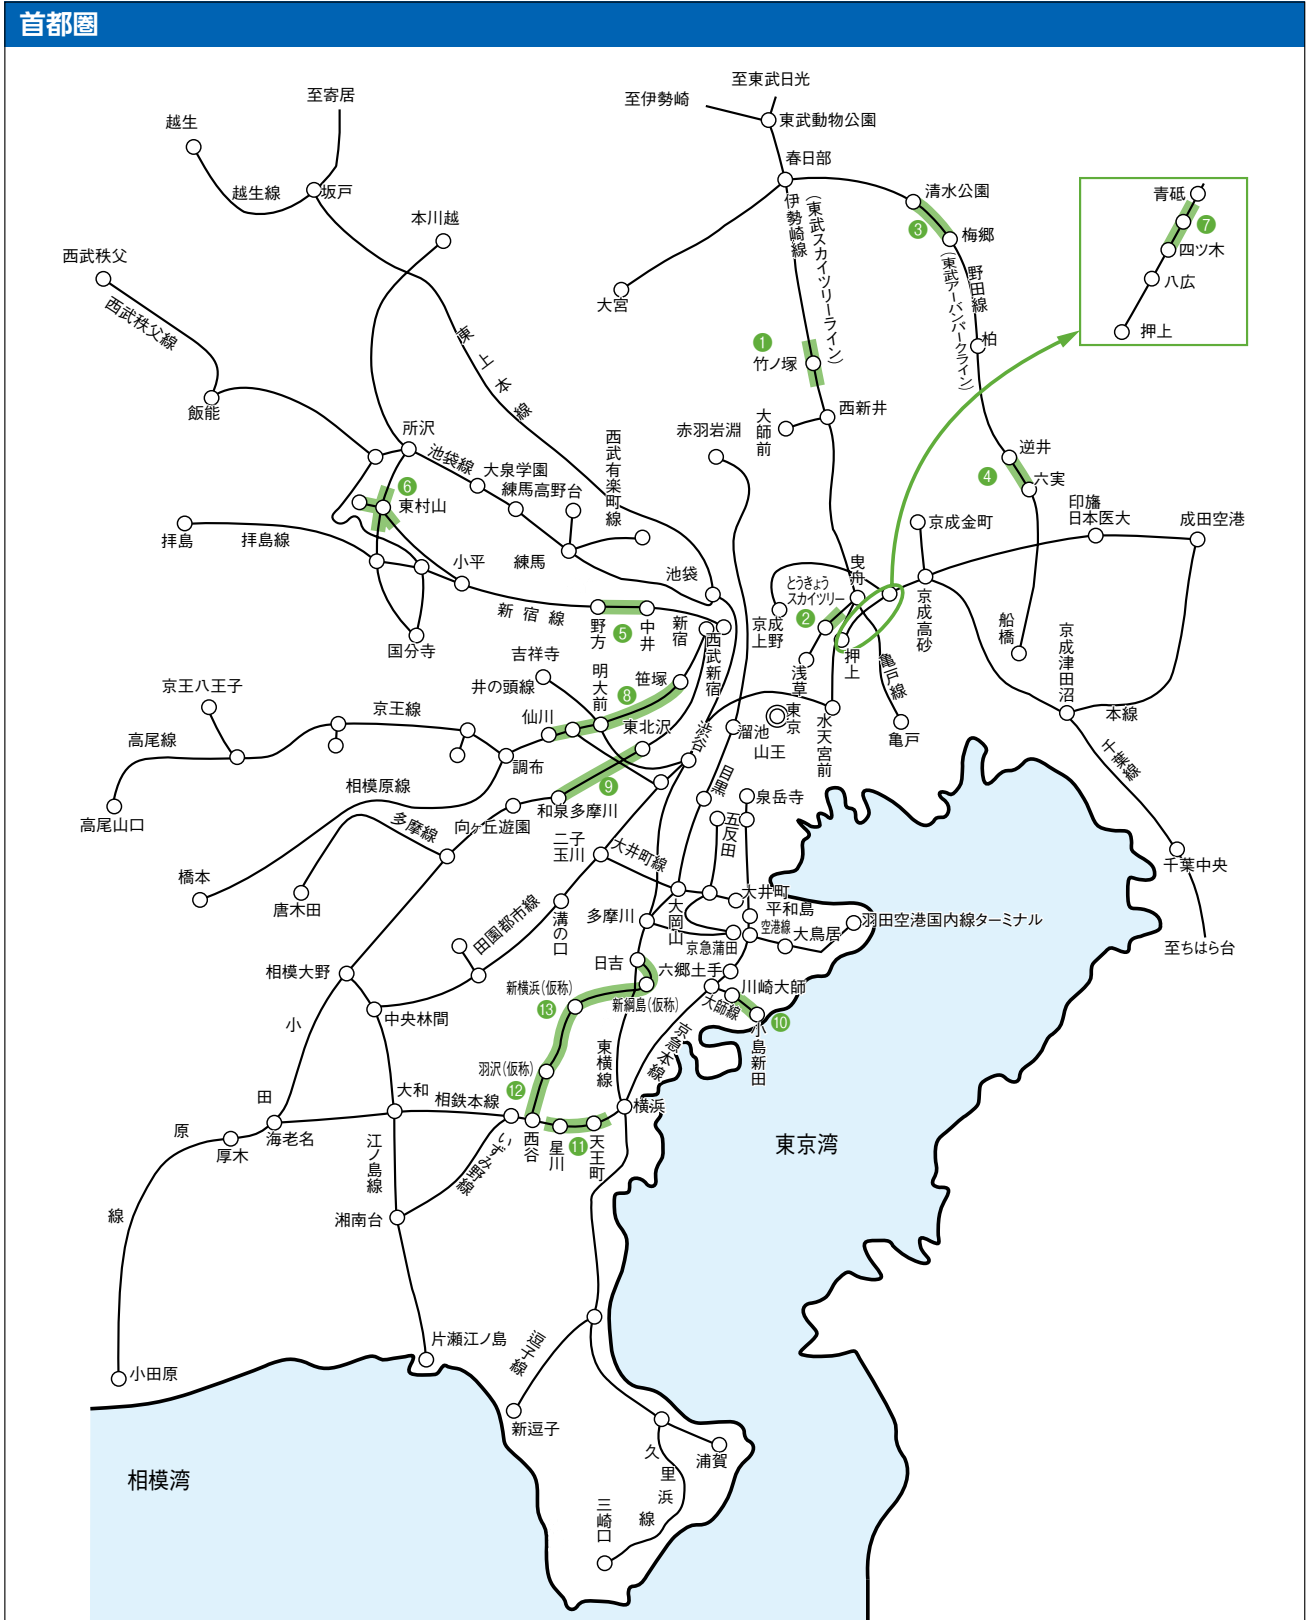 首都圏
至東武日光
至寄居
至伊勢崎
越生
東武動物公園
春日部
越生線
坂戸
清水公園
青砥
7
本川越
伊勢崎線
(東武スカイツリーライン)
3
梅郷
四ツ木
西武秩父
野田線
(東武アーバンパークライン)
八広
大宮
西武秩父線
押上
東上本線
1
竹ノ塚
柏
飯能
西新井
大師前
所沢
赤羽岩淵
西武有楽町線
池袋線
逆井
大泉学園
4
六実
6
練馬高野台
東村山
印旛
日本医大
京成金町
成田空港
拝島
拝島線
小平
練馬
曳舟
池袋
とうきょう
スカイツリー
2
新宿線
京成上野
京成高砂
船橋
京成津田沼
野方
5
中井
新宿
西武新宿
国分寺
吉祥寺
浅草
押上
亀戸線
明大前
笹塚
京王八王子
井の頭線
8
東京
水天宮前
本線
京王線
仙川
東北沢
渋谷
溜池
山王
亀戸
高尾線
千葉線
調布
目黒
相模原線
9
泉岳寺
高尾山口
多摩線
向ヶ丘遊園
和泉多摩川
五反田
二子
玉川
大井町線
千葉中央
橋本
唐木田
大井町
田園都市線
溝の口
多摩川
大岡山
平和島
空港線
大鳥居
羽田空港国内線ターミナル
京急蒲田
至ちはら台
相模大野
日吉
六郷土手
新横浜(仮称)
川崎大師
13
新綱島(仮称)
大師線
10
小島新田
中央林間
小田原線
東横線
京急本線
羽沢(仮称)
12
大和
相鉄本線
横浜
海老名
厚木
江ノ島線
いずみ野線
西谷
星川
11
天王町
東京湾
湘南台
片瀬江ノ島
逗子線
小田原
新逗子
浦賀
相模湾
久里浜線
三崎口